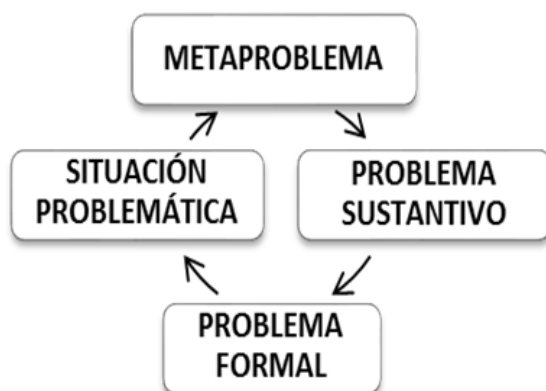 METAPROBLEMA
SITUACIÓN
PROBLEMÁTICA
PROBLEMA
SUSTANTIVO
PROBLEMA
FORMAL